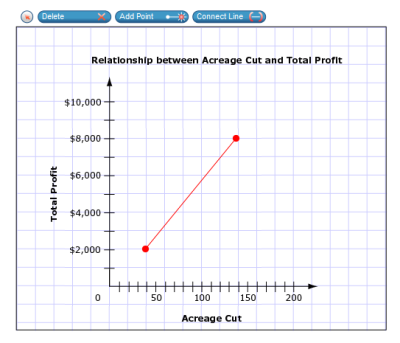 Delete Add Point Connect Line
Relationship between Acreage Cut and Total Profit
$10,000
$8,000
$6,000
$4,000
$2,000
Total Profit
0 50 100 150 200
Acreage Cut